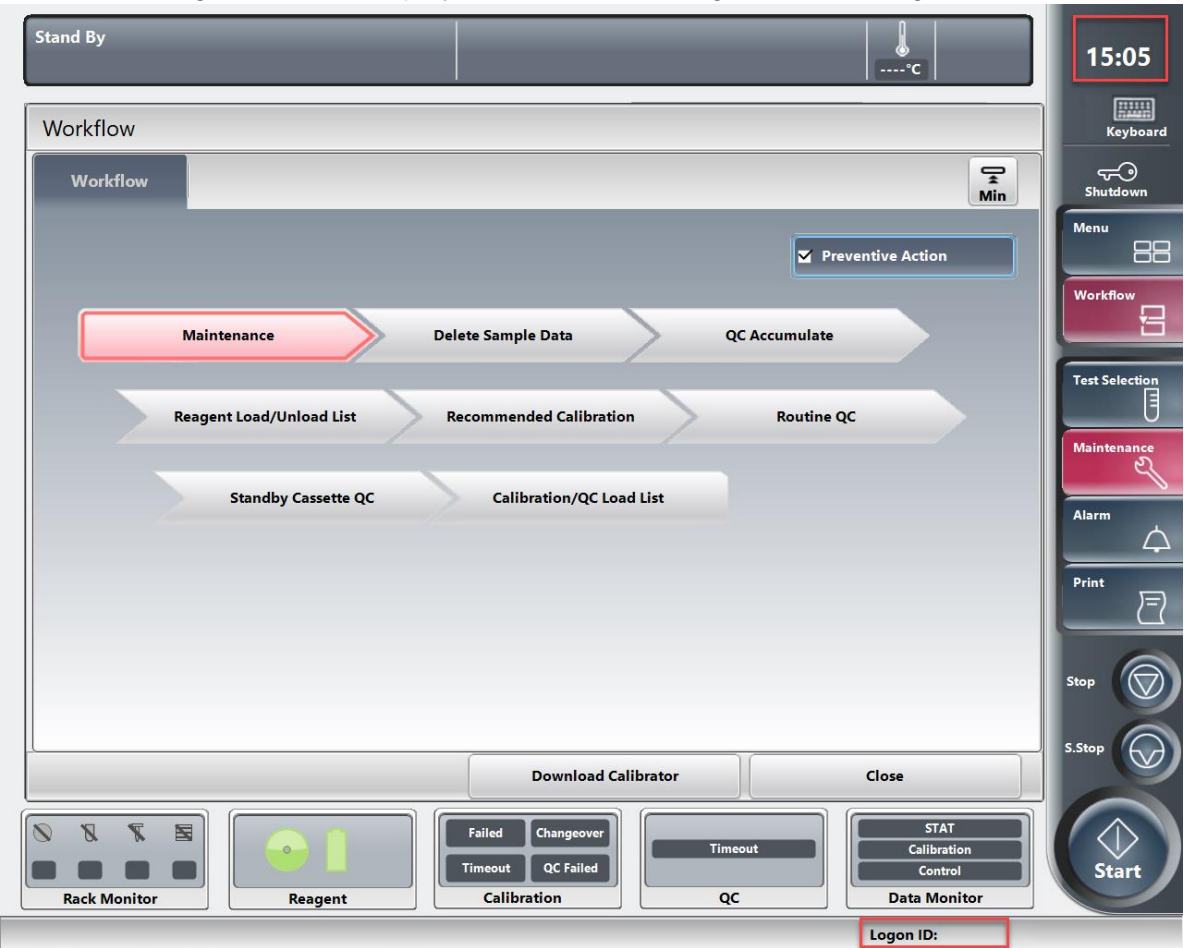 Stand By
----°C
15:05
Keyboard
Shutdown
Workflow
Workflow
Min
Preventive Action
Maintenance
Delete Sample Data
QC Accumulate
Reagent Load/Unload List
Recommended Calibration
Routine QC
Standby Cassette QC
Calibration/QC Load List
Download Calibrator
Close
Menu
Workflow
Test Selection
Maintenance
Alarm
Print
Stop
S.Stop
Start
Rack Monitor
Reagent
Failed
Changeover
Timeout
QC Failed
Calibration
Timeout
QC
STAT
Calibration
Control
Data Monitor
Logon ID: